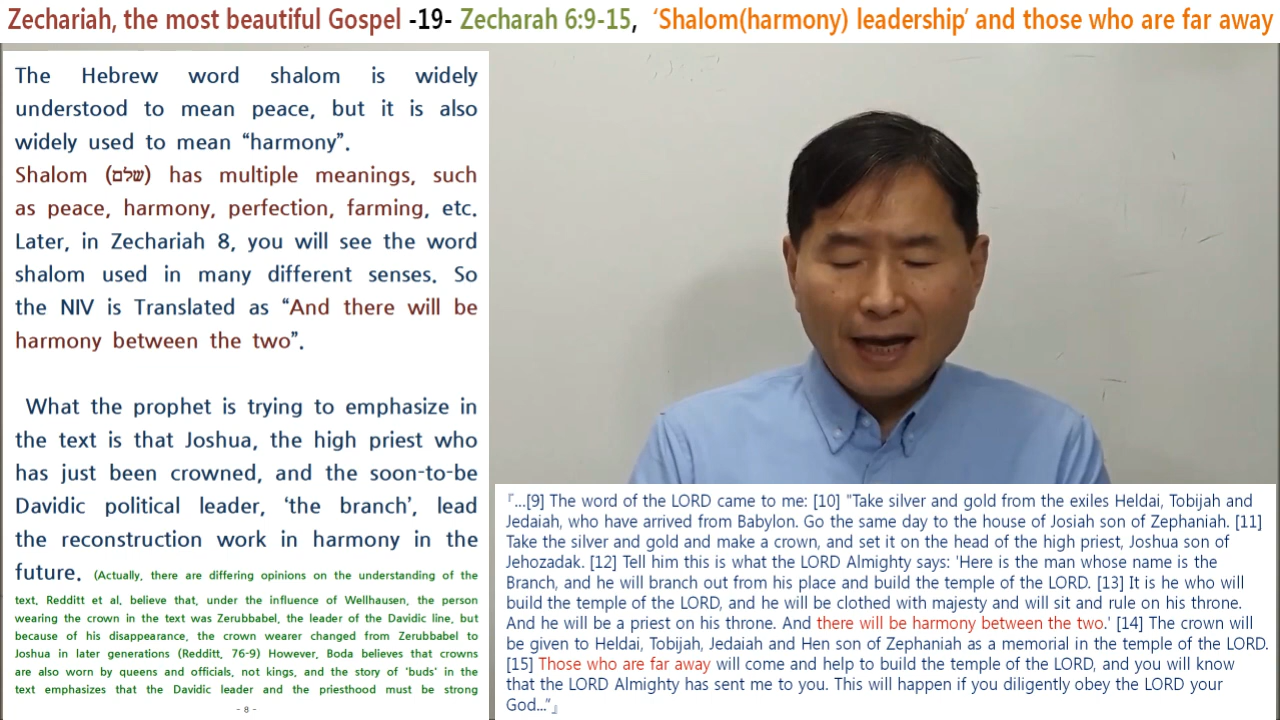 Zechariah, the most beautiful Gospel -19- Zecharah 6:9-15, ‘Shalom(harmony) leadership’ and those who are far away
The Hebrew word shalom is widely
understood to mean peace, but it is also
widely used to mean “harmony”.
Shalom (שלם) has multiple meanings, such
as peace, harmony, perfection, farming, etc.
Later, in Zechariah 8, you will see the word
shalom used in many different senses. So
the NIV is Translated as “And there will be
harmony between the two”.
What the prophet is trying to emphasize in
the text is that Joshua, the high priest who
has just been crowned, and the soon-to-be
Davidic political leader, ‘the branch’, lead
the reconstruction work in harmony in the
future. (Actually, there are differing opinions on the understanding of the
text. Redditt et al. believe that, under the influence of Wellhausen, the person
wearing the crown in the text was Zerubbabel, the leader of the Davidic line, but
because of his disappearance, the crown wearer changed from Zerubbabel to
Joshua in later generations (Redditt, 76-9) However, Boda believes that crowns
are also worn by queens and officials, not kings, and the story of 'buds' in the
text emphasizes that the Davidic leader and the priesthood must be strong
- 8 -
『...[9] The word of the LORD came to me: [10] "Take silver and gold from the exiles Heldai, Tobijah and
Jedaiah, who have arrived from Babylon. Go the same day to the house of Josiah son of Zephaniah. [11]
Take the silver and gold and make a crown, and set it on the head of the high priest, Joshua son of
Jehozadak. [12] Tell him this is what the LORD Almighty says: 'Here is the man whose name is the
Branch, and he will branch out from his place and build the temple of the LORD. [13] It is he who will
build the temple of the LORD, and he will be clothed with majesty and will sit and rule on his throne.
And he will be a priest on his throne. And there will be harmony between the two.' [14] The crown will
be given to Heldai, Tobijah, Jedaiah and Hen son of Zephaniah as a memorial in the temple of the LORD.
[15] Those who are far away will come and help to build the temple of the LORD, and you will know
that the LORD Almighty has sent me to you. This will happen if you diligently obey the LORD your
God..."』